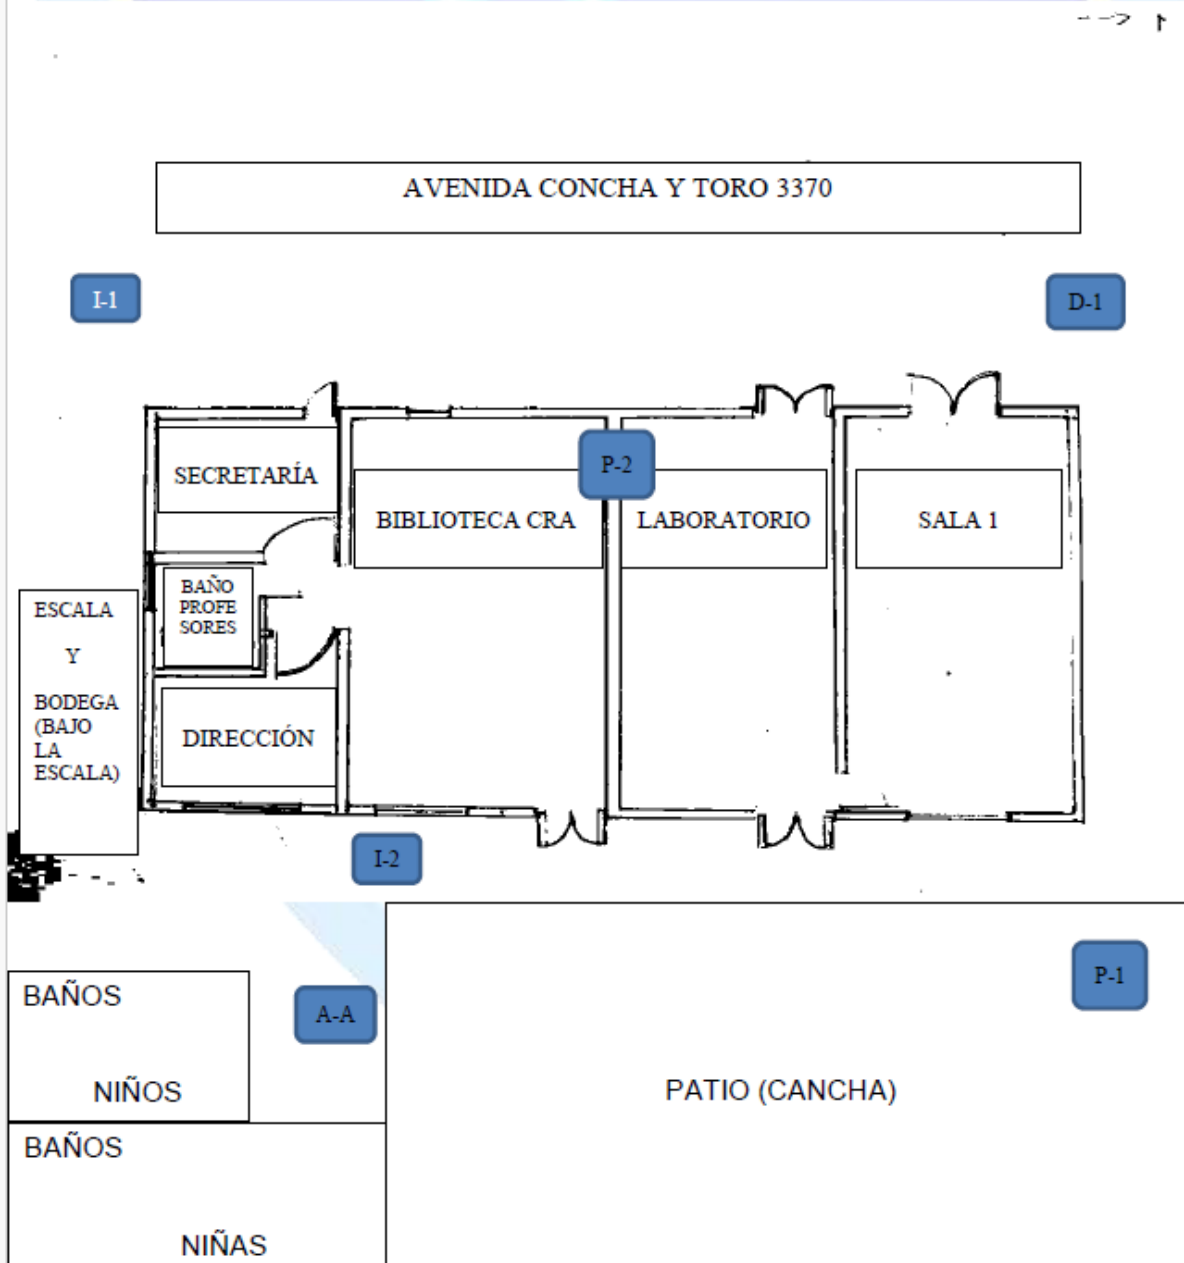 AVENIDA CONCHA Y TORO 3370
I-1
D-1
P-2
SECRETARÍA
BIBLIOTECA CRA
LABORATORIO
SALA 1
BAÑO
PROFE
SORES
ESCALA
Y
BODEGA
(BAJO
LA
ESCALA)
DIRECCIÓN
I-2
P-1
BAÑOS
NIÑOS
A-A
PATIO (CANCHA)
BAÑOS
NIÑAS